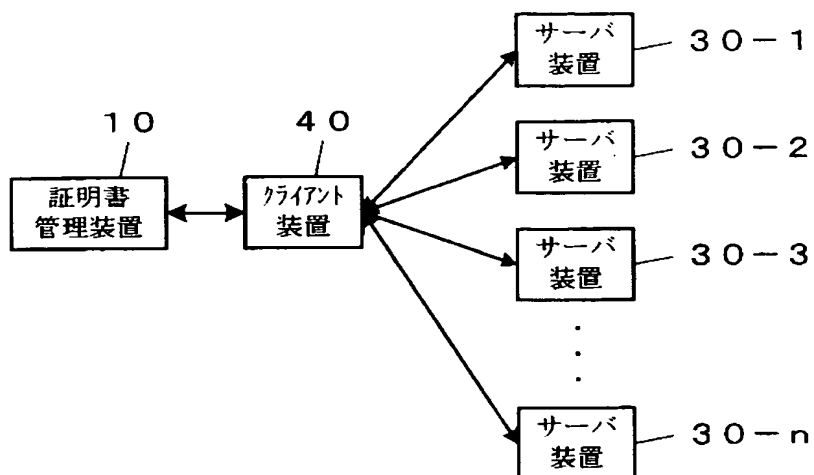 サーバ
装置
30-1
10
40
サーバ
装置
30-2
証明書
管理装置
クライアント
装置
サーバ
装置
30-3
サーバ
装置
30-n